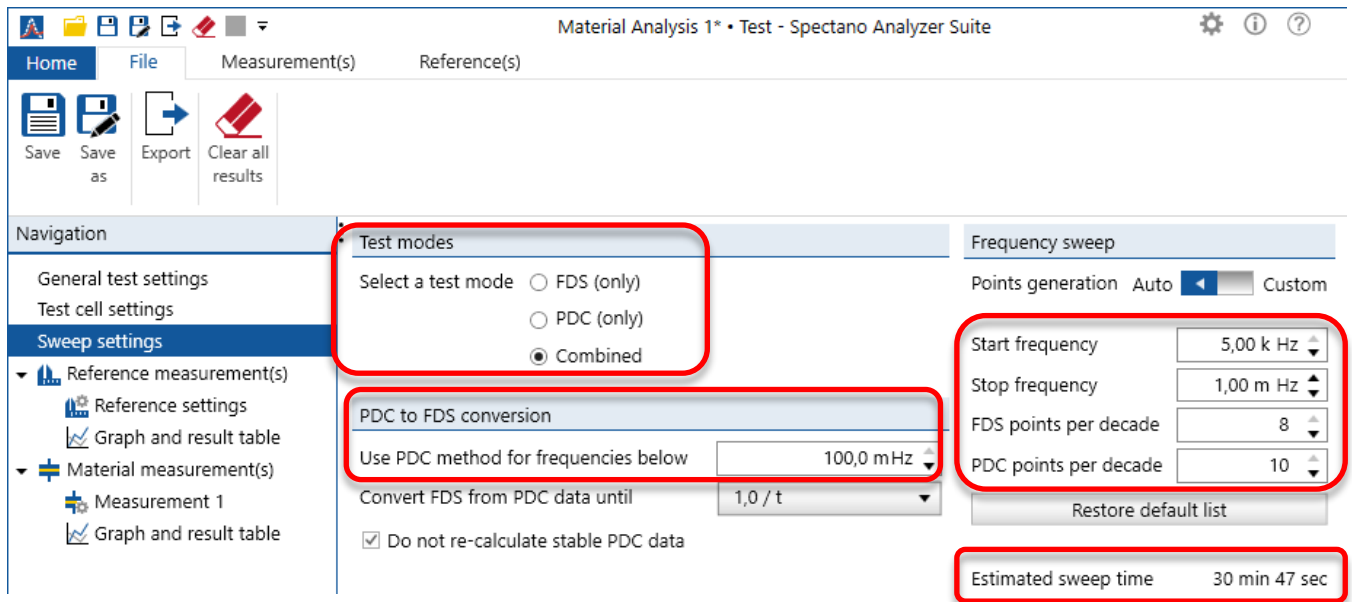 Material Analysis 1* • Test - Spectano Analyzer Suite
Home File Measurement(s) Reference(s)
Save Save as Export Clear all results
Navigation
General test settings
Test cell settings
Sweep settings
Reference measurement(s)
Reference settings
Graph and result table
Material measurement(s)
Measurement 1
Graph and result table
Test modes
Select a test mode FDS (only)
PDC (only)
Combined
PDC to FDS conversion
Use PDC method for frequencies below 100,0 mHz
Convert FDS from PDC data until 1,0 / t
Do not re-calculate stable PDC data
Frequency sweep
Points generation Auto Custom
Start frequency 5,00 k Hz
Stop frequency 1,00 m Hz
FDS points per decade 8
PDC points per decade 10
Restore default list
Estimated sweep time 30 min 47 sec